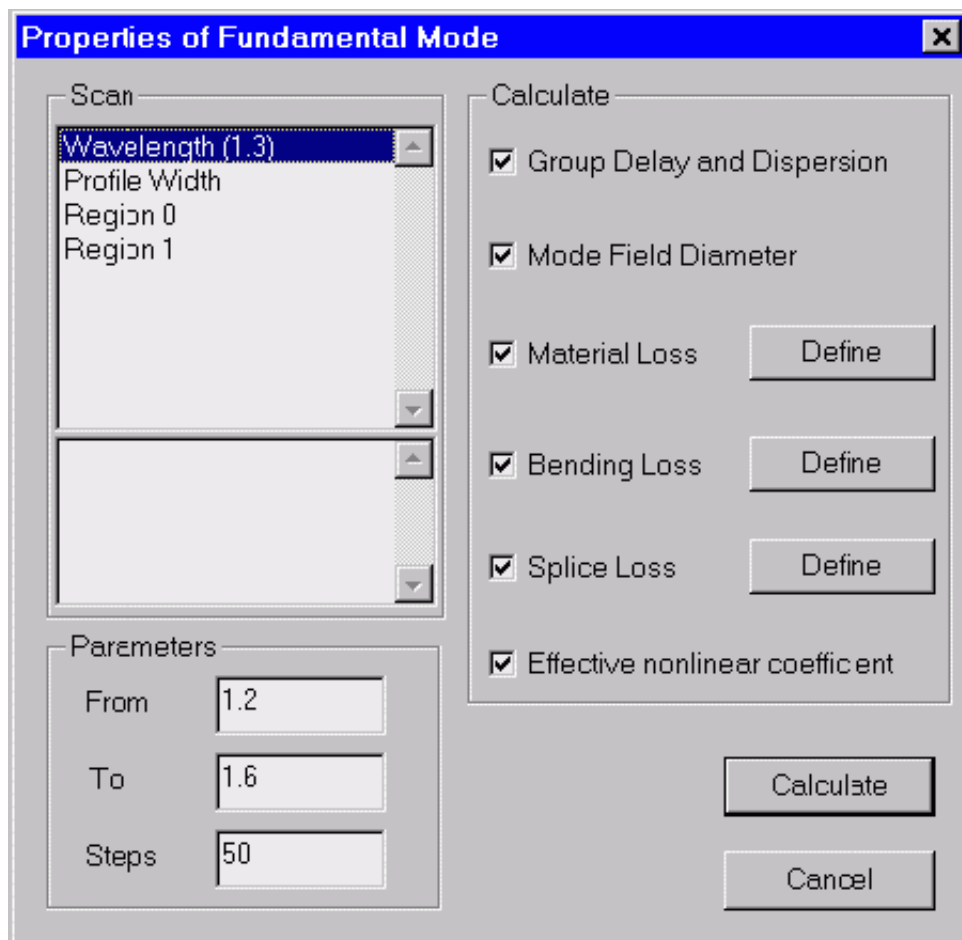 Properties of Fundamental Mode
Scan
Wavelength (1.3)
Profile Width
Region 0
Region 1
Parameters
From 1.2
To 1.6
Steps 50
Calculate
Group Delay and Dispersion
Mode Field Diameter
Material Loss Define
Bending Loss Define
Splice Loss Define
Effective nonlinear coefficent
Calculate
Cancel